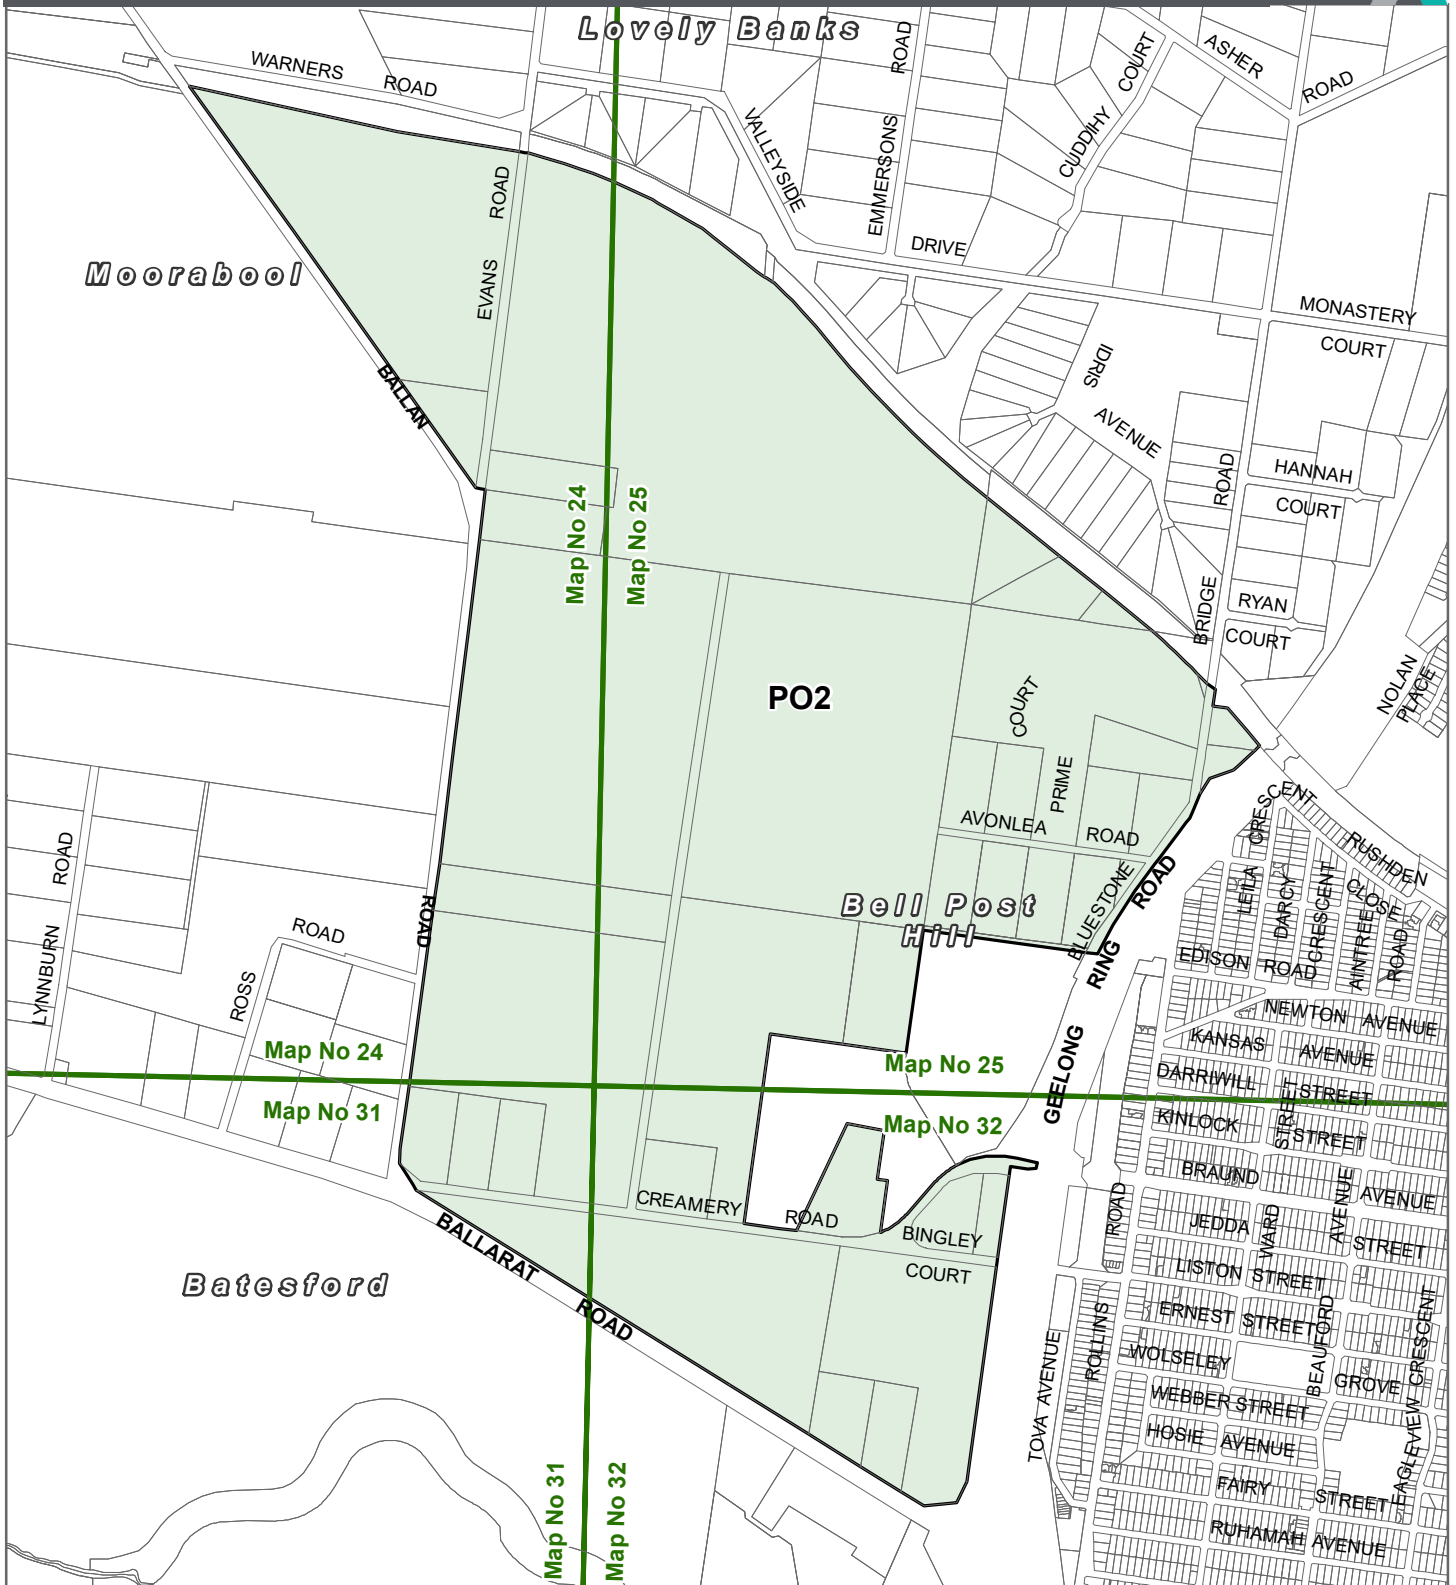 Lovely Banks
WARNERS
ROAD
ROAD
COURT
ASHER
ROAD
VALLEYSIDE
EMMERSONS
CUDDIHY
DRIVE
ROAD
EVANS
Moorabool
MONASTERY
COURT
IDRIS
AVENUE
BALLAN
HANNAH
COURT
ROAD
Map No 24
Map No 25
RYAN
COURT
BRIDGE
NOLAN
PLACE
PO2
COURT
PRIME
AVONLEA
ROAD
BLUESTONE
ROAD
Bell Post
Hill
RING
GEELONG
CRESCENT
CRESCENT
RUSHDEN
CLOSE
LEILA
DARCY
CRESCENT
AINTREE
ROAD
EDISON ROAD
NEWTON AVENUE
KANSAS AVENUE
DARRIWILL STREET
KINLOCK STREET
STREET
BRAUND AVENUE
AVENUE
JEDDA STREET
WARD
LISTON STREET
ERNEST STREET
BEAUFORD
WOLSELEY GROVE
WEBBER STREET
HOSIE AVENUE
FAIRY STREET
RUHAMAH AVENUE
EAGLEVIEW CRESCENT
ROAD
ROLLINS
TOVA AVENUE
ROAD
LYNNBURN
ROAD
ROSS
ROAD
Map No 24
Map No 31
Map No 25
Map No 32
CREAMERY
ROAD
BINGLEY
COURT
BALLARAT
ROAD
Batesford
Map No 31
Map No 32